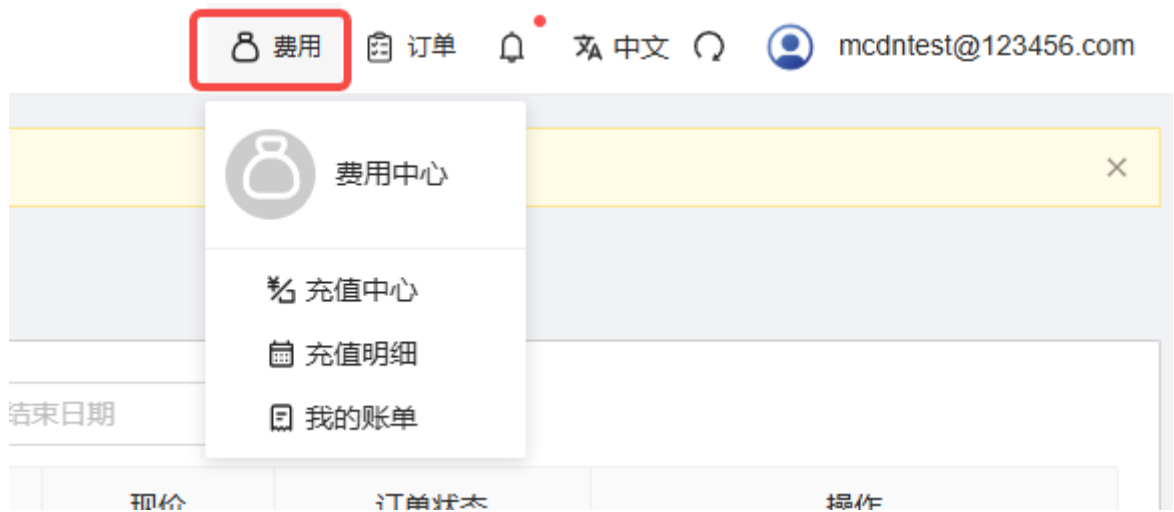 费用 订单 中文 mcdntest@123456.com
费用中心
充值中心
充值明细
结束日期
我的账单
现价 订单状态 操作